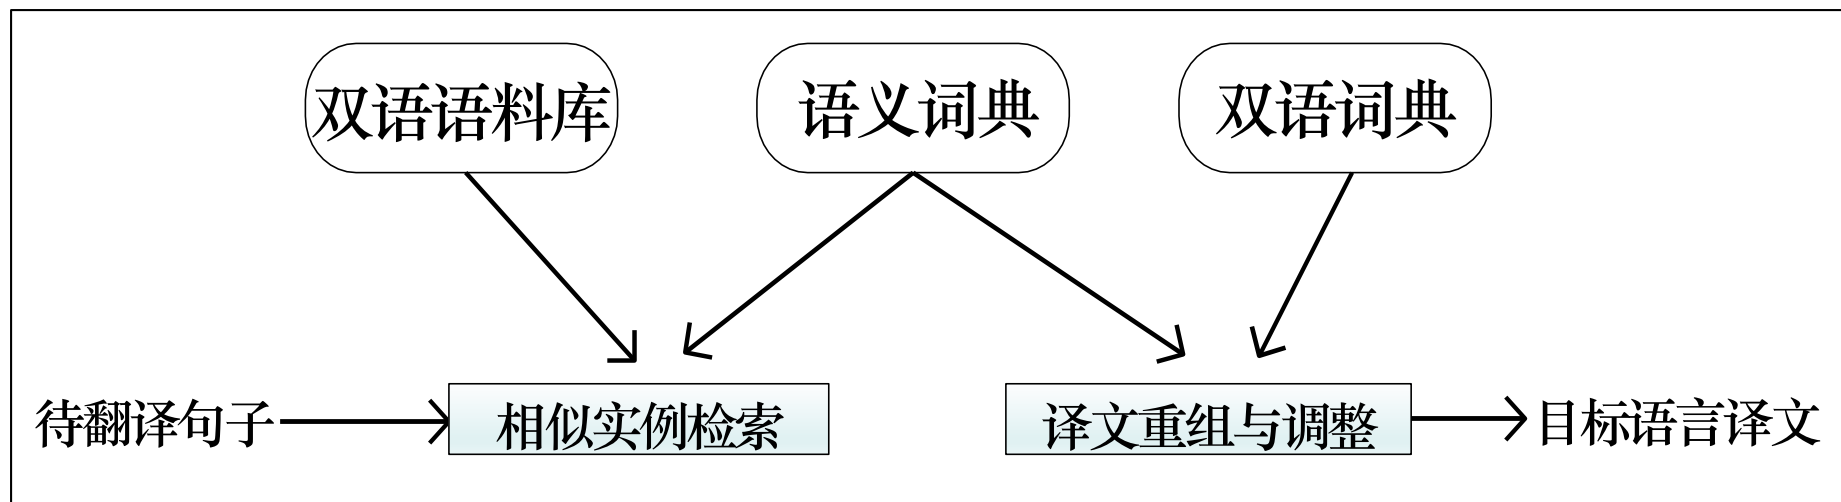 双语语料库
语义词典
双语词典
待翻译句子
相似实例检索
译文重组与调整
目标语言译文